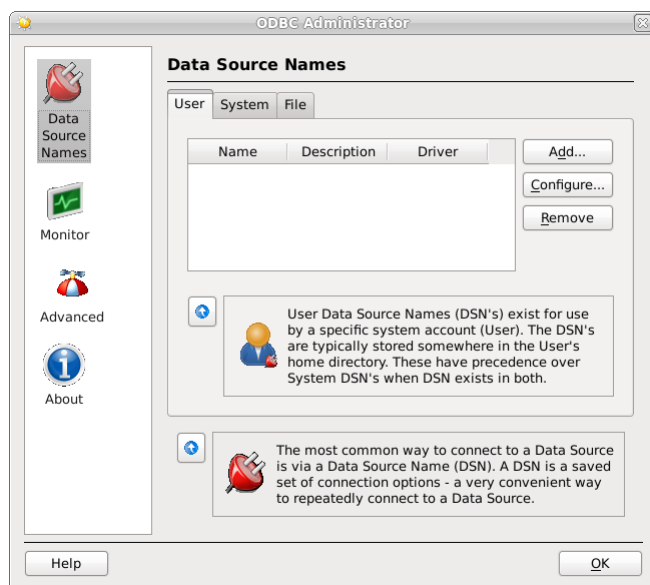 ODBC Administrator
Data
Source
Names
Monitor
Advanced
About
Data Source Names
User System File
Name Description Driver
Add...
Configure...
Remove
User Data Source Names (DSN's) exist for use
by a specific system account (User). The DSN's
are typically stored somewhere in the User's
home directory. These have precedence over
System DSN's when DSN exists in both.
The most common way to connect to a Data Source
is via a Data Source Name (DSN). A DSN is a saved
set of connection options - a very convenient way
to repeatedly connect to a Data Source.
Help
OK